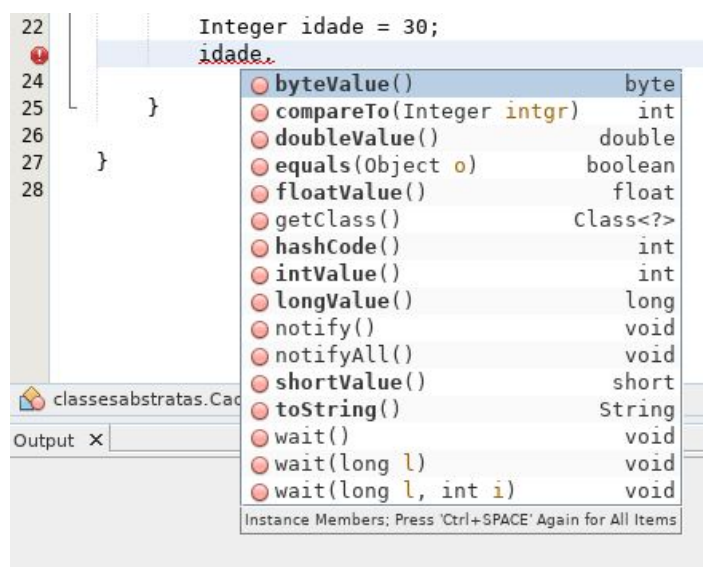 22 Integer idade = 30;
idade.
24
25 }
26
27 }
28
byteValue() byte
compareTo(Integer intgr) int
doubleValue() double
equals(Object o) boolean
floatValue() float
getClass() Class<?>
hashCode() int
intValue() int
longValue() long
notify() void
notifyAll() void
shortValue() short
toString() String
wait() void
wait(long l) void
wait(long l, int i) void
Instance Members; Press 'Ctrl+SPACE' Again for All Items
classesabstratas.Cad
Output X